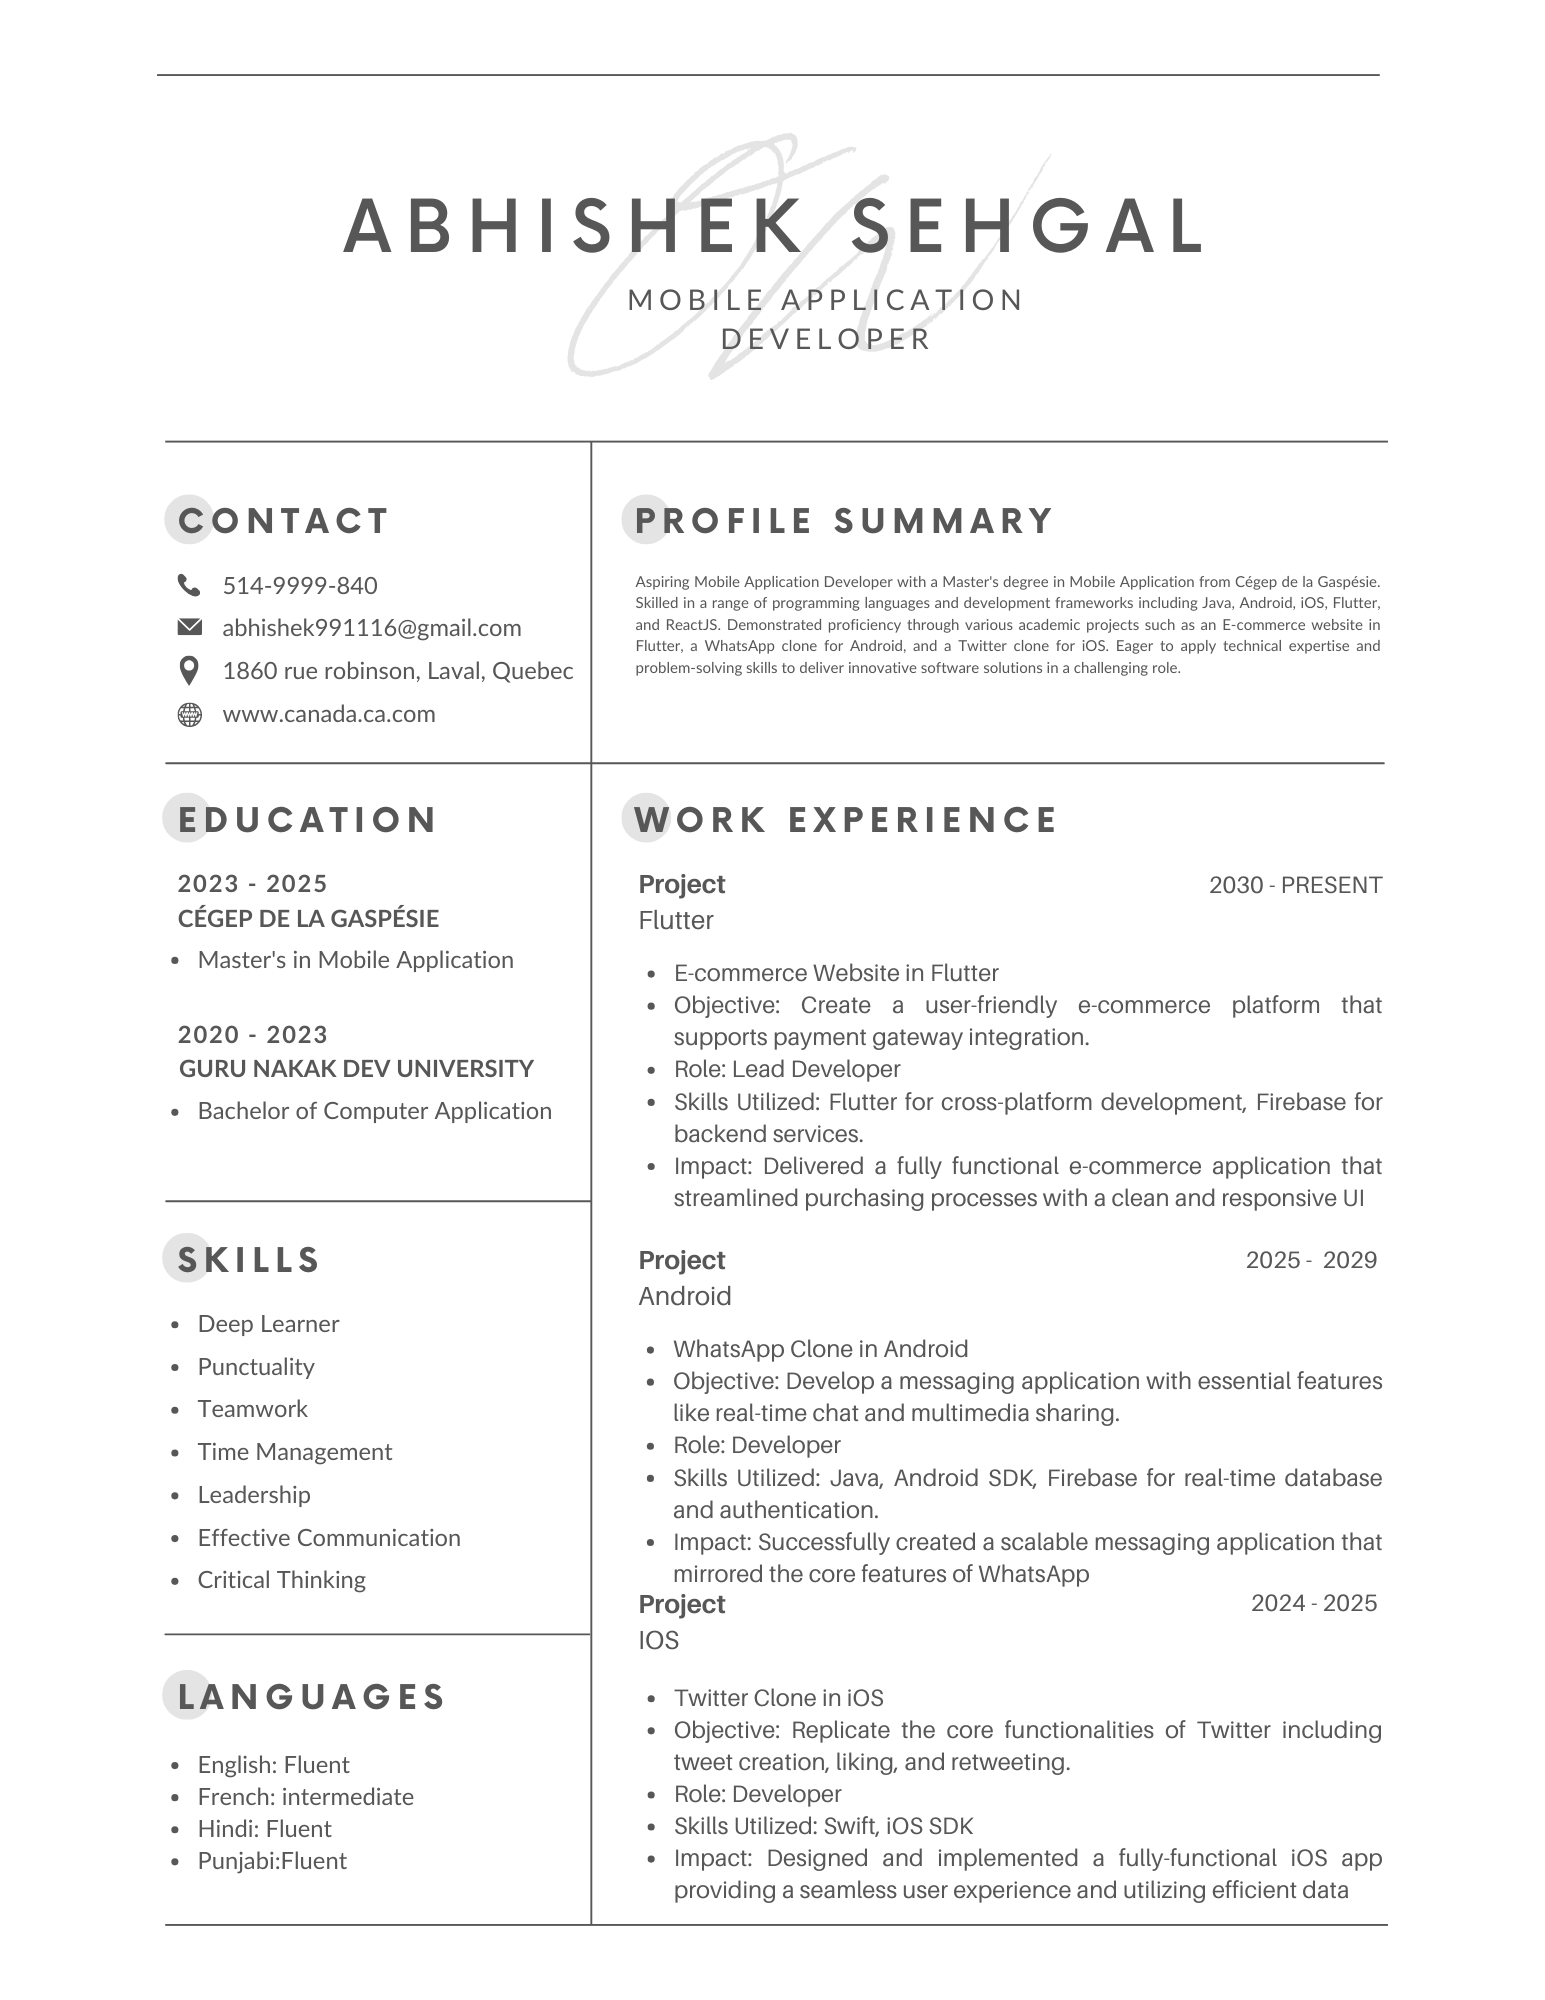 ABHISHEK SEHGAL
MOBILE APPLICATION
DEVELOPER
CONTACT
514-9999-840
abhishek991116@gmail.com
1860 rue robinson, Laval, Quebec
www.canada.ca.com
PROFILE SUMMARY
Aspiring Mobile Application Developer with a Master's degree in Mobile Application from Cégep de la Gaspésie.
Skilled in a range of programming languages and development frameworks including Java, Android, iOS, Flutter,
and ReactJS. Demonstrated proficiency through various academic projects such as an E-commerce website in
Flutter, a WhatsApp clone for Android, and a Twitter clone for iOS. Eager to apply technical expertise and
problem-solving skills to deliver innovative software solutions in a challenging role.
EDUCATION
2023 - 2025
CÉGEP DE LA GASPÉSIE
• Master's in Mobile Application
2020 - 2023
GURU NAKAK DEV UNIVERSITY
• Bachelor of Computer Application
SKILLS
• Deep Learner
• Punctuality
• Teamwork
• Time Management
• Leadership
• Effective Communication
• Critical Thinking
LANGUAGES
• English: Fluent
• French: intermediate
• Hindi: Fluent
• Punjabi:Fluent
WORK EXPERIENCE
Project 2030 - PRESENT
Flutter
• E-commerce Website in Flutter
• Objective: Create a user-friendly e-commerce platform that
supports payment gateway integration.
• Role: Lead Developer
• Skills Utilized: Flutter for cross-platform development, Firebase for
backend services.
• Impact: Delivered a fully functional e-commerce application that
streamlined purchasing processes with a clean and responsive UI
Project 2025 - 2029
Android
• WhatsApp Clone in Android
• Objective: Develop a messaging application with essential features
like real-time chat and multimedia sharing.
• Role: Developer
• Skills Utilized: Java, Android SDK, Firebase for real-time database
and authentication.
• Impact: Successfully created a scalable messaging application that
mirrored the core features of WhatsApp
Project 2024 - 2025
IOS
• Twitter Clone in iOS
• Objective: Replicate the core functionalities of Twitter including
tweet creation, liking, and retweeting.
• Role: Developer
• Skills Utilized: Swift, iOS SDK
• Impact: Designed and implemented a fully-functional iOS app
providing a seamless user experience and utilizing efficient data